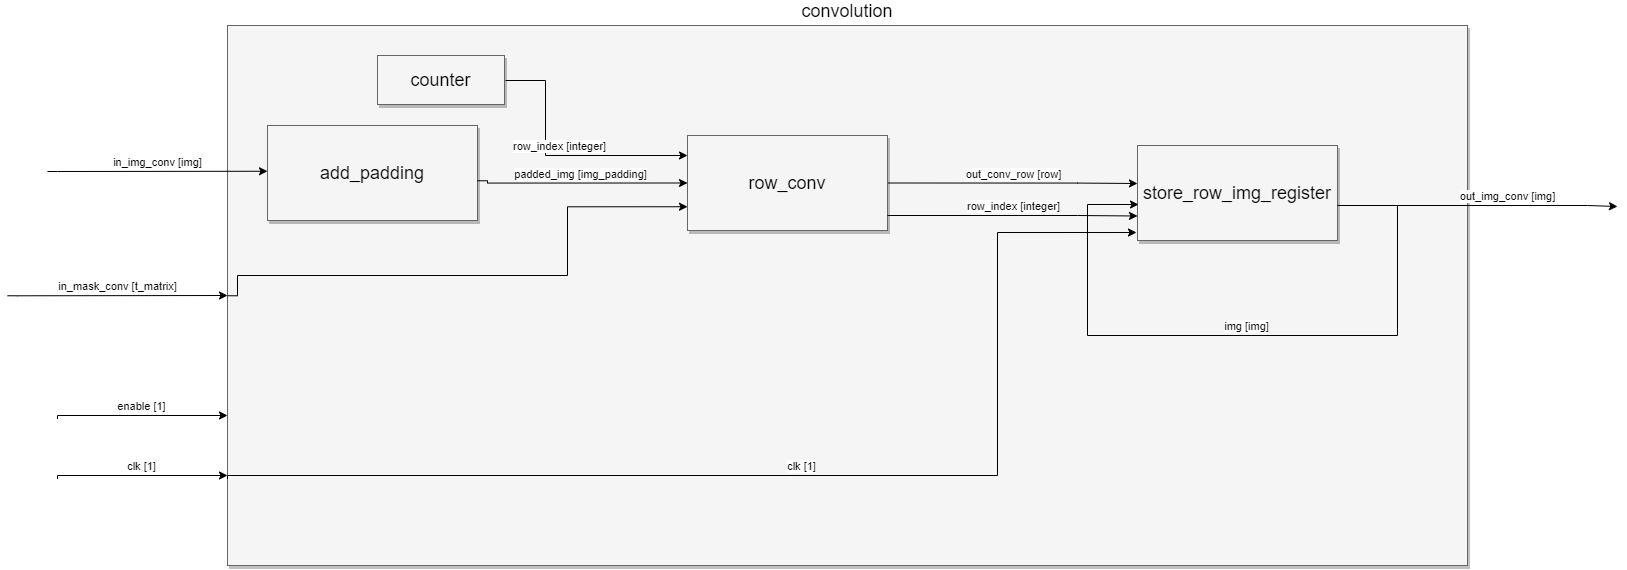 convolution
counter
row_index [integer]
in_img_conv [img]
add_padding
padded_img [img_padding]
row_conv
out_conv_row [row]
row_index [integer]
store_row_img_register
out_img_conv [img]
in_mask_conv [t_matrix]
img [img]
enable [1]
clk [1]
clk [1]